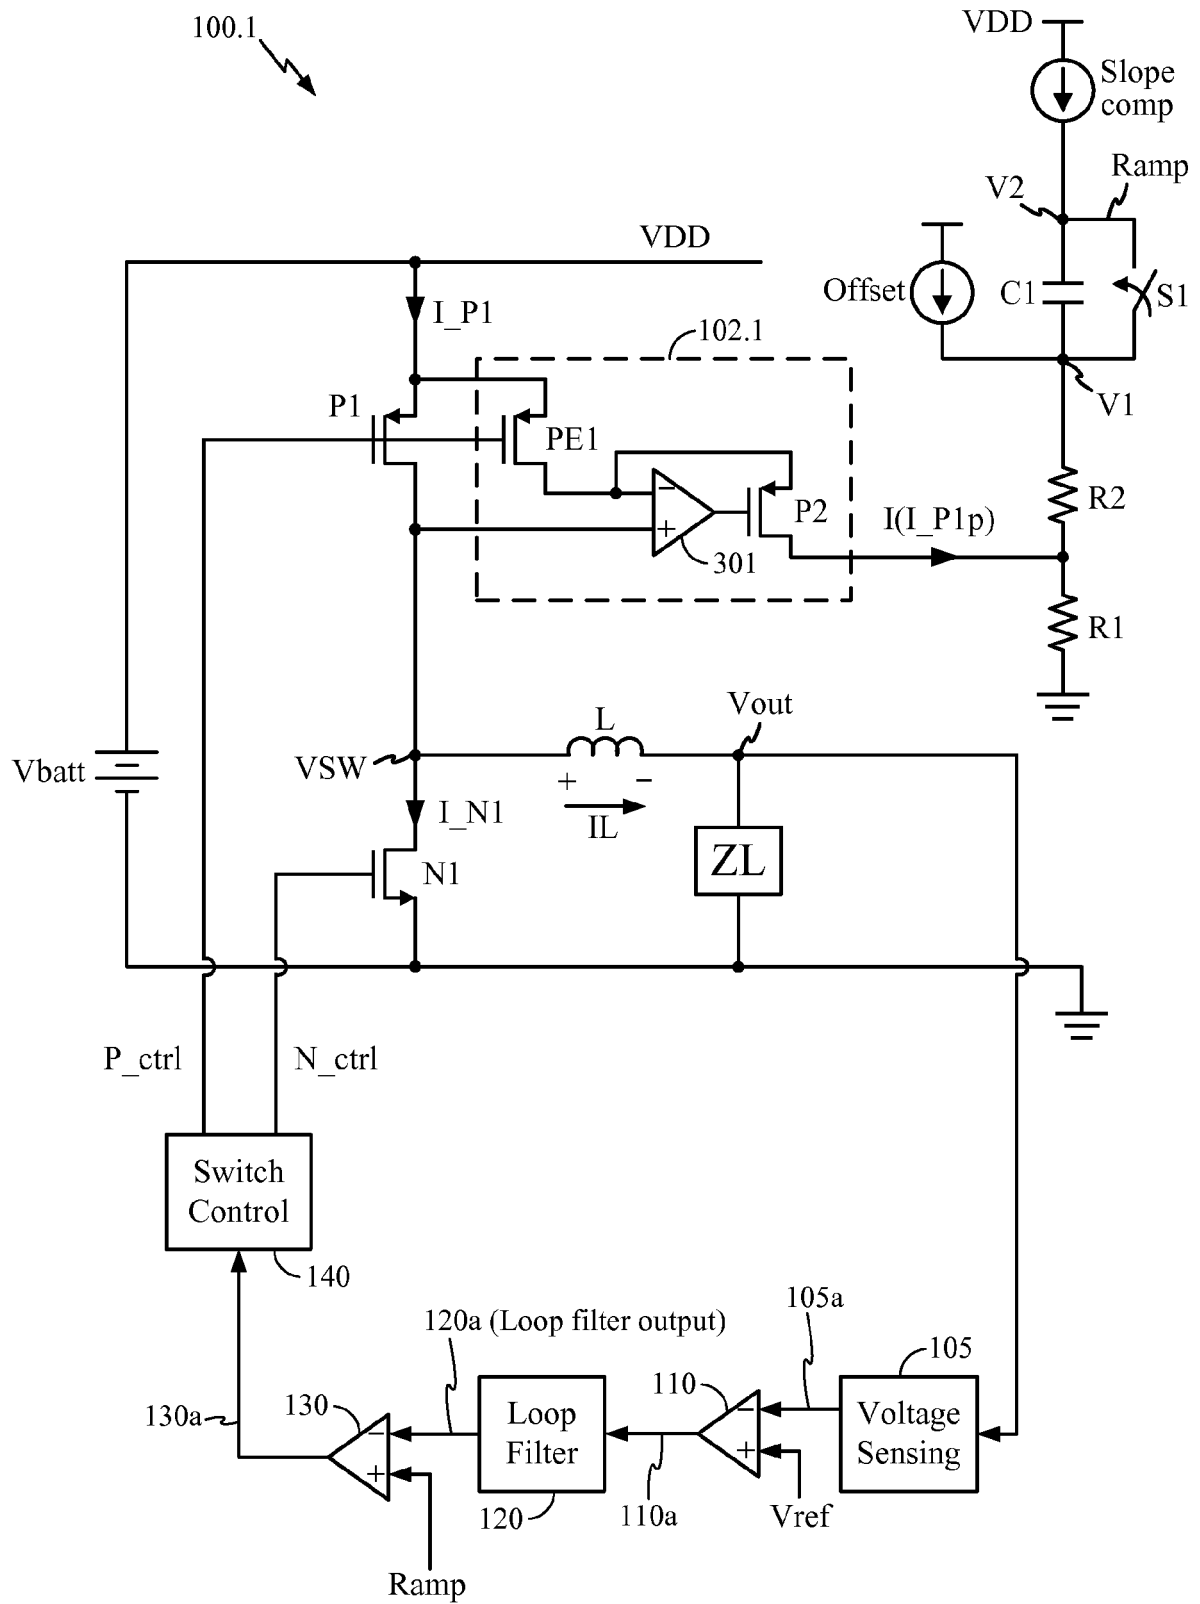 100.1
VDD
Slope
comp
Ramp
V2
VDD
Offset
C1
S1
I_P1
102.1
V1
P1
PE1
−
P2
R2
I(I_P1p)
+
301
R1
L
Vout
VSW
Vbatt
+
−
I_N1
IL
ZL
N1
P_ctrl
N_ctrl
Switch
Control
140
105a
120a (Loop filter output)
105
110
130
130a
Loop
Filter
Voltage
Sensing
−
+
−
+
120
110a
Vref
Ramp